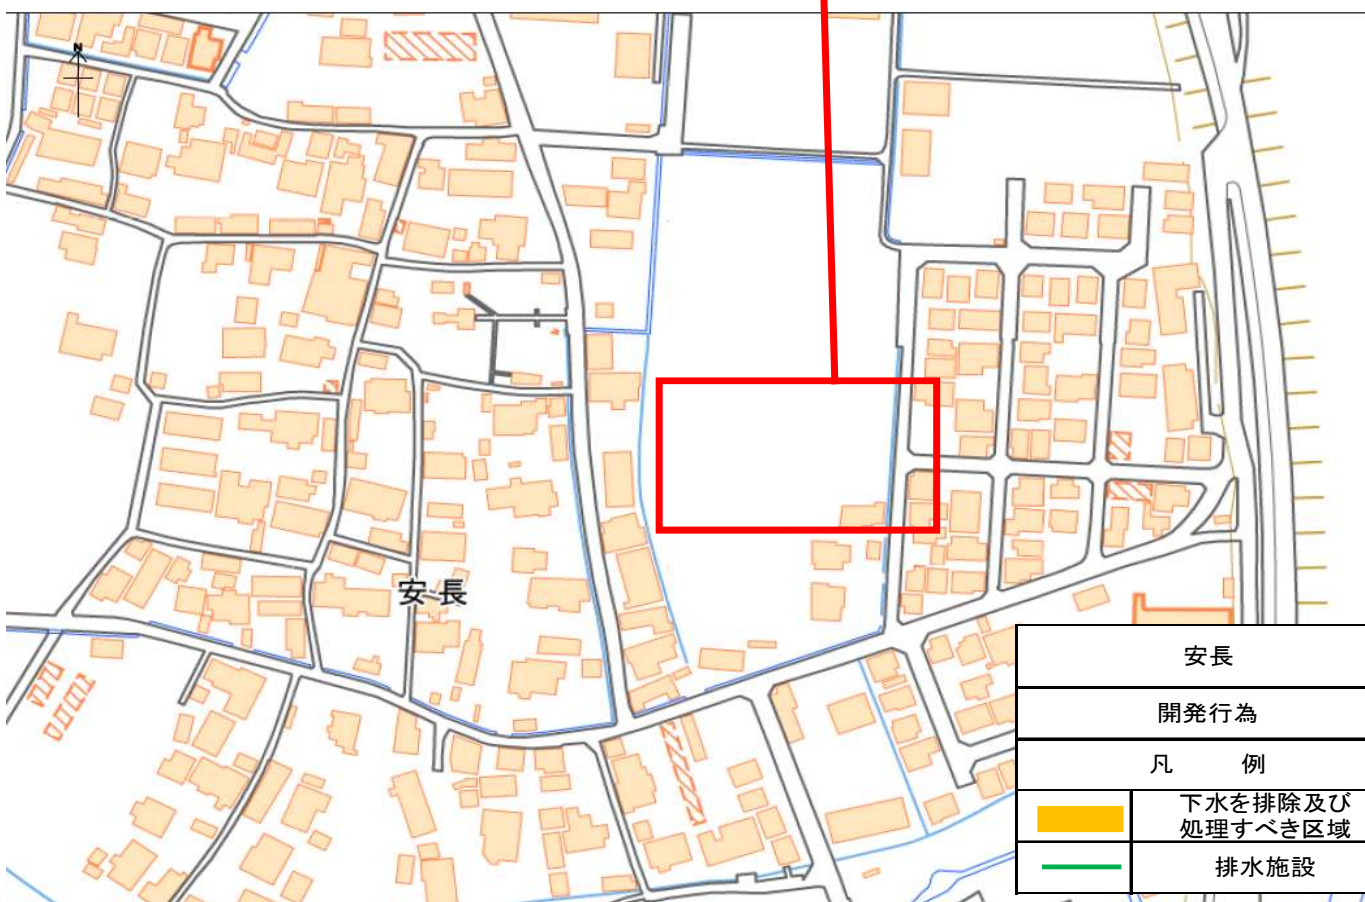 N
安長
安長
開発行為
凡 例
下水を排除及び
処理すべき区域
排水施設